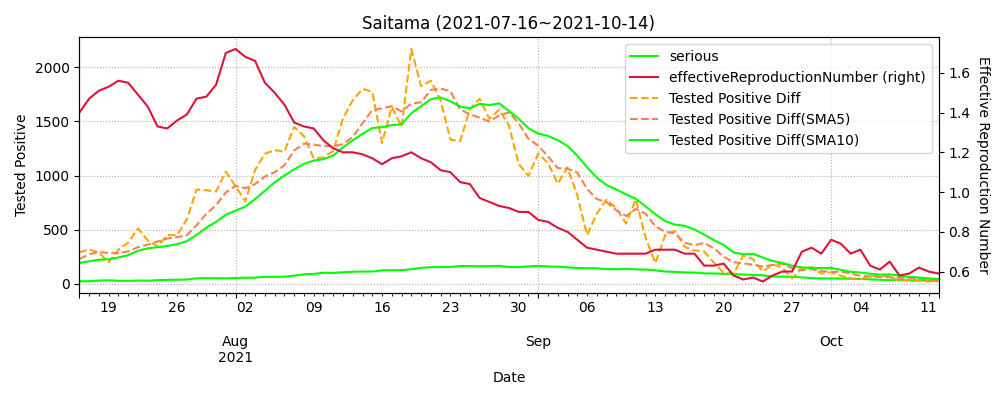 Saitama (2021-07-16~2021-10-14)
serious
effectiveReproductionNumber (right)
Tested Positive Diff
Tested Positive Diff(SMA5)
Tested Positive Diff(SMA10)
Tested Positive
2000
1500
1000
500
0
Effective Reproduction Number
1.6
1.4
1.2
1.0
0.8
0.6
19 26 02 09 16 23 06 13 20 27 04 11
Aug Sep Oct
2021
Date